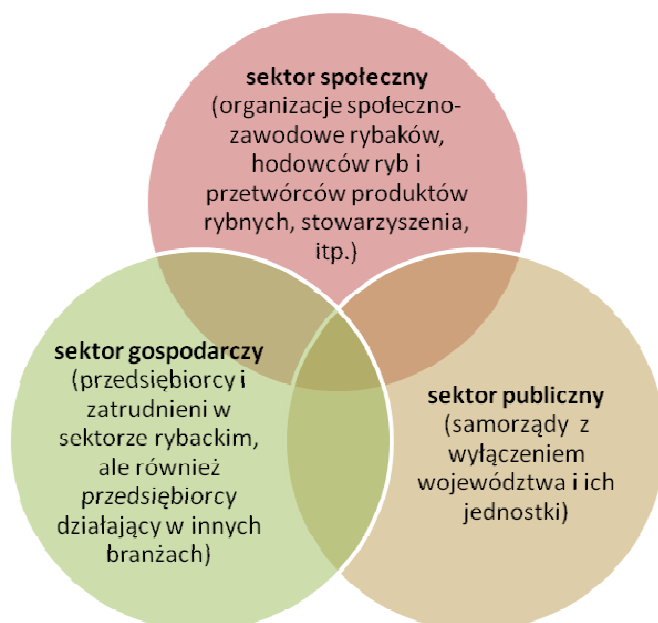 sektor społeczny
(organizacje społeczno-
zawodowe rybaków,
hodowców ryb i
przetwórców produktów
rybnych, stowarzyszenia,
itp.)
sektor gospodarczy
(przedsiębiorcy i
zatrudnieni w
sektorze rybackim,
ale również
przedsiębiorcy
działający w innych
branżach)
sektor publiczny
(samorządy z
wyłączeniem
województwa i ich
jednostki)